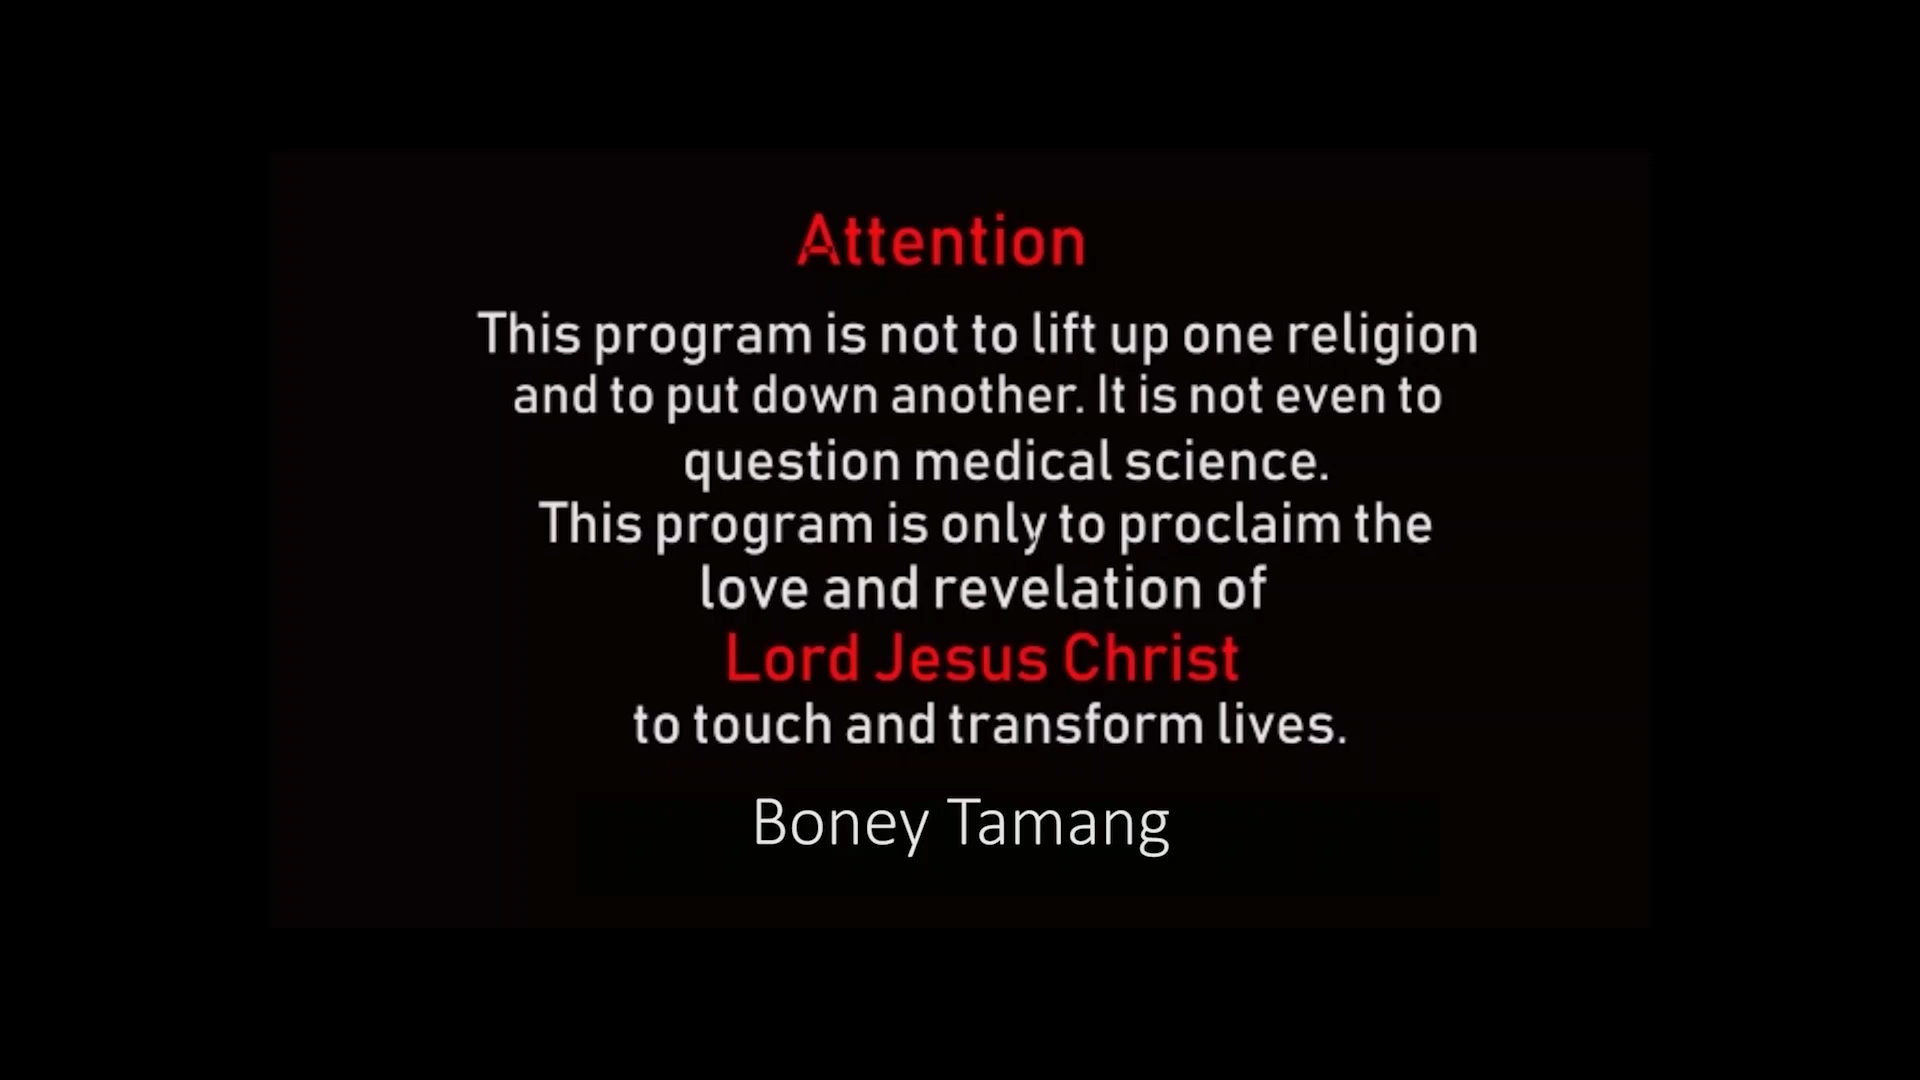 Attention
This program is not to lift up one religion
and to put down another. It is not even to
question medical science.
This program is only to proclaim the
love and revelation of
Lord Jesus Christ
to touch and transform lives.
Boney Tamang